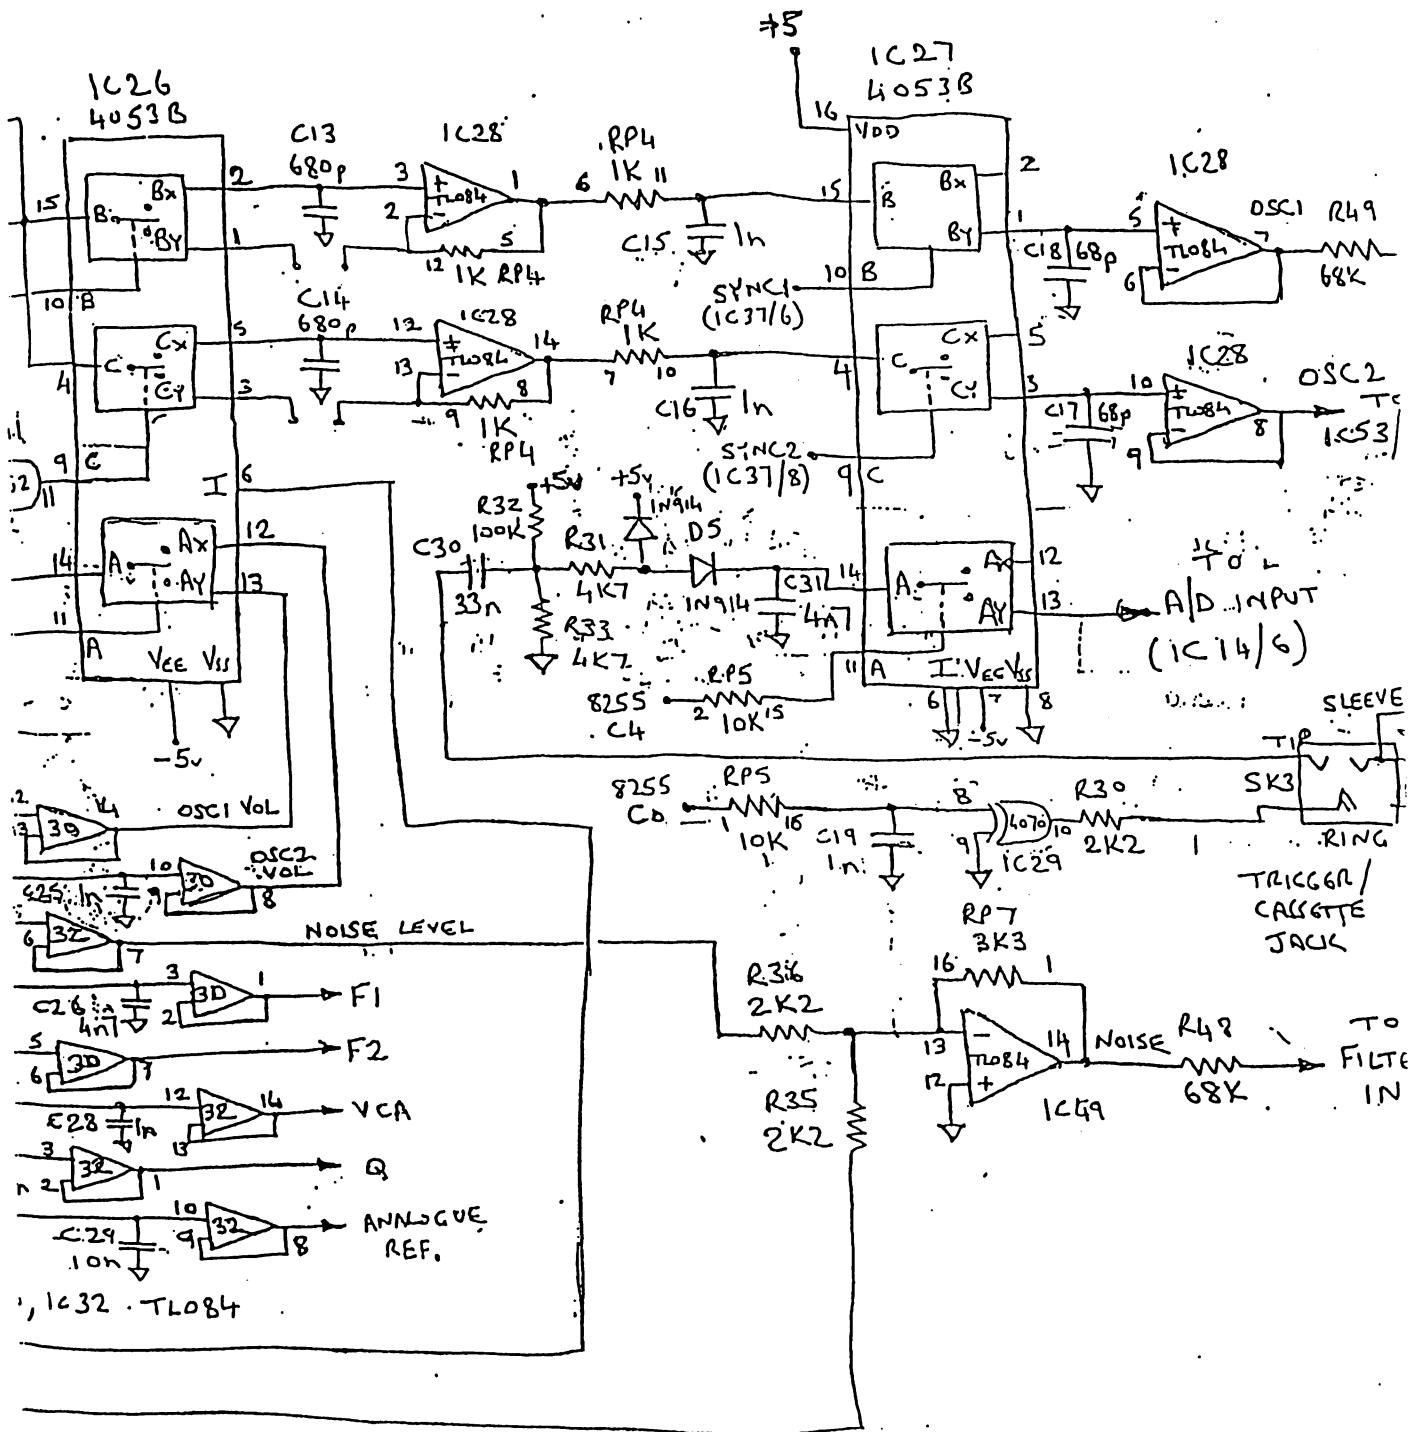 +5
IC26
4053B
C13
680p
IC28
RP4
1K
16
IC27
4053B
VDD
IC28
15
B
Bx
BY
2
1
3
2
+
TL084
-
1
6
11
12
5
1K RP4
C15
1n
15
B
Bx
BY
2
1
C18
68p
5
6
+
TL084
-
7
OSC1
R49
68K
10
B
C14
680p
IC28
RP4
1K
SYNC1
(IC37/6)
10
B
4
C
Cx
CY
5
3
12
13
+
TL084
-
14
7
10
9
8
1K
RP4
C16
1n
4
C
Cx
CY
5
3
C17
68p
IC28
10
9
+
TL084
-
8
OSC2
IC53/
9
11
C
I
6
SYNC2
(IC37/8)
9
C
+5v
R32
100K
+5v
1N914
D5
C30
33n
R31
4K7
1N914
C31
4n7
R33
4K7
14
A
Ax
AY
12
13
14
A
AY
12
13
TO
A/D INPUT
(IC14/6)
11
A
VEE
VSS
-5v
8255
C4
2
RP5
10K
15
11
A
I
VEE
VSS
6
7
8
-5v
SLEEVE
TIP
SK3
RING
TRIGGER/
CASSETTE
JACK
8255
C0
1
RP5
10K
16
C19
1n
8
9
4070
10
IC29
R30
2K2
1
30
14
OSC1 VOL
C25
1n
10
9
30
8
OSC2
VOL
6
32
7
NOISE LEVEL
C26
4n7
3
2
30
1
F1
5
6
30
7
F2
C28
1n
12
13
32
14
VCA
3
2
32
1
Q
C29
10n
10
9
32
8
ANALOGUE
REF.
, IC32 . TL084
R36
2K2
R35
2K2
RP7
3K3
16
1
13
12
-
TL084
+
14
IC49
NOISE
R48
68K
TO
FILTE
IN